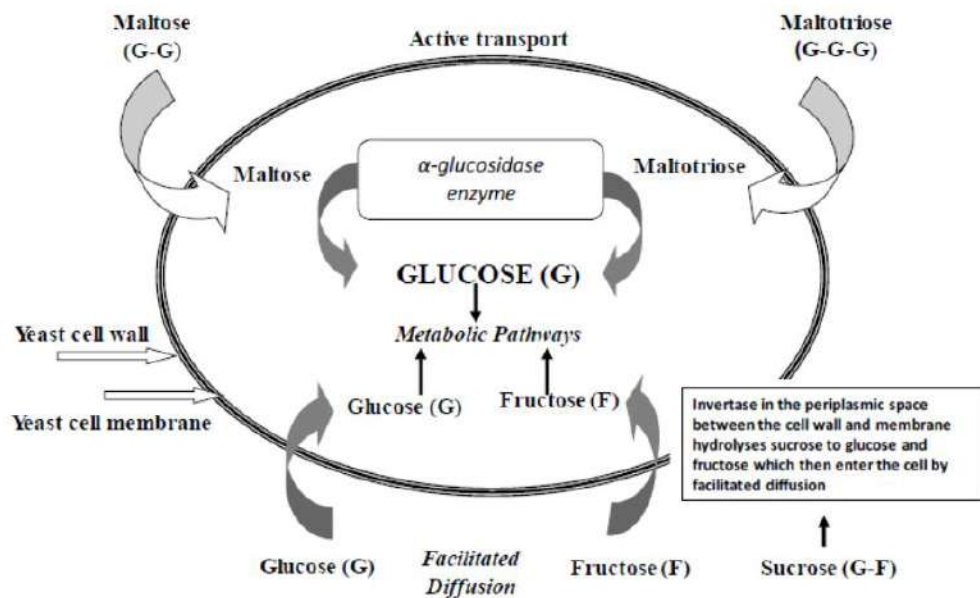 Maltose
(G-G)
Active transport
Maltotriose
(G-G-G)
Maltose
α-glucosidase
enzyme
Maltotriose
GLUCOSE (G)
Metabolic Pathways
Yeast cell wall
Glucose (G)
Fructose (F)
Yeast cell membrane
Invertase in the periplasmic space
between the cell wall and membrane
hydrolyses sucrose to glucose and
fructose which then enter the cell by
facilitated diffusion
Glucose (G)
Facilitated
Diffusion
Fructose (F)
Sucrose (G-F)